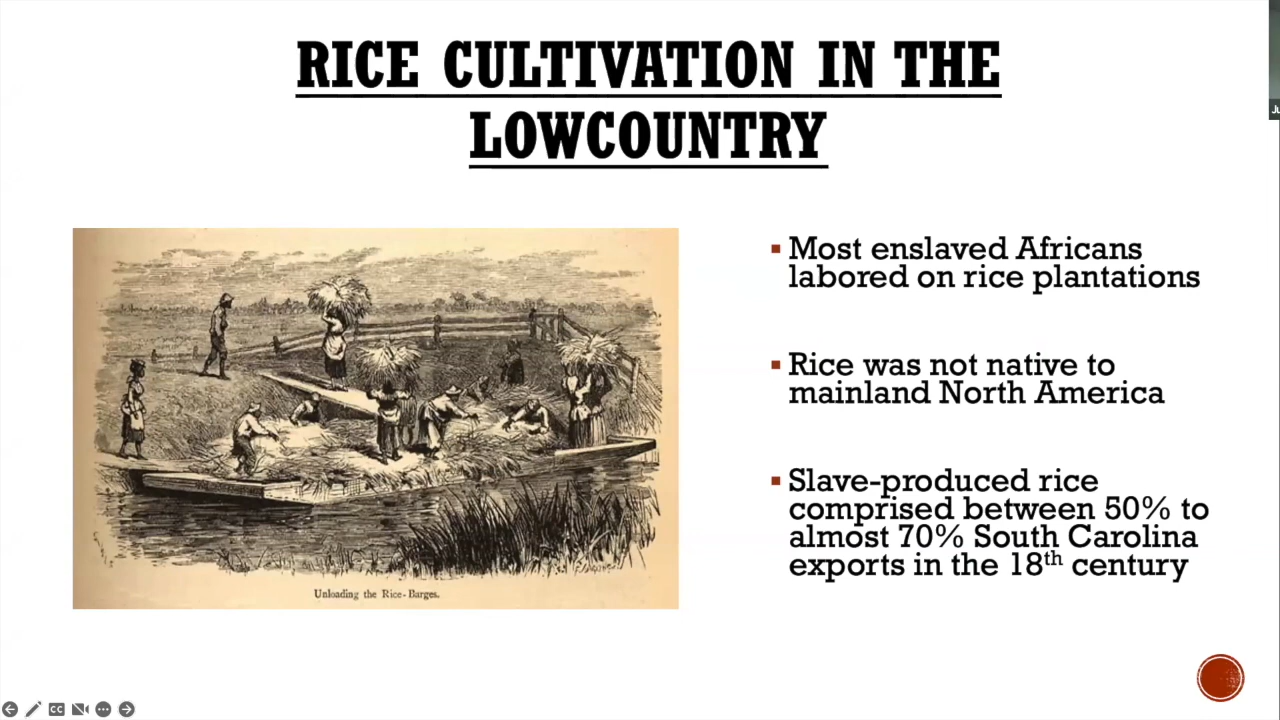 RICE CULTIVATION IN THE
LOWCOUNTRY
Most enslaved Africans
labored on rice plantations
Rice was not native to
mainland North America
Slave-produced rice
comprised between 50% to
almost 70% South Carolina
exports in the 18th century
Unloading the Rice-Barges.
CC